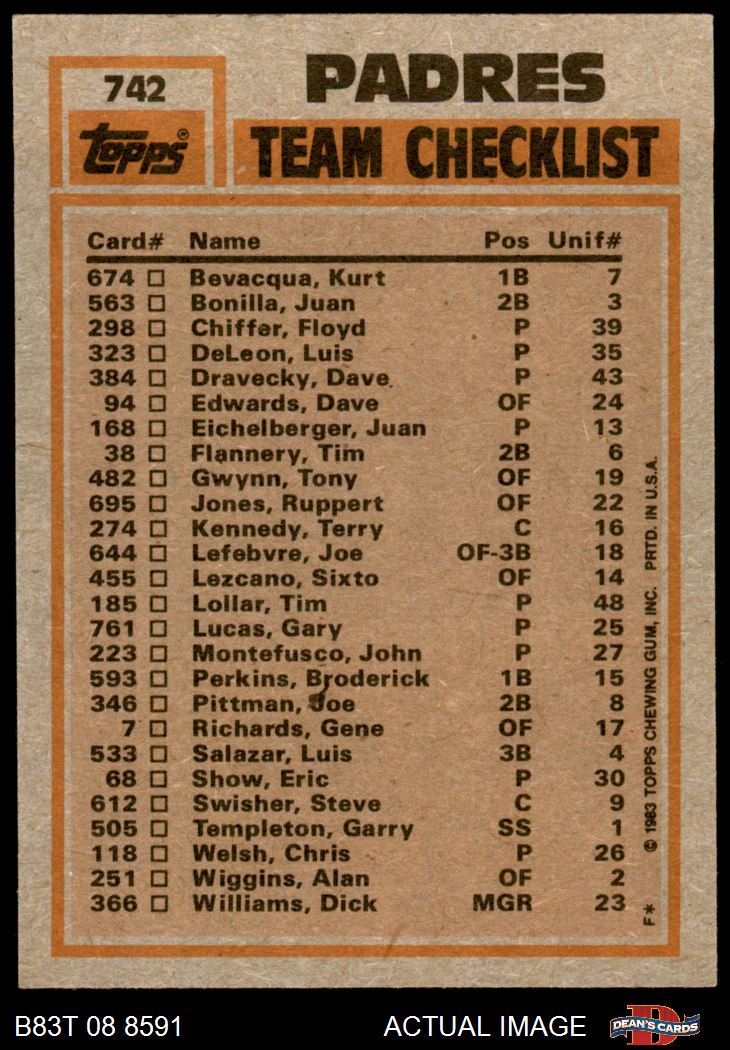 742
topps®
PADRES
TEAM CHECKLIST
Card# Name Pos Unif#
674 Bevacqua, Kurt 1B 7
563 Bonilla, Juan 2B 3
298 Chiffer, Floyd P 39
323 DeLeon, Luis P 35
384 Dravecky, Dave P 43
94 Edwards, Dave OF 24
168 Eichelberger, Juan P 13
38 Flannery, Tim 2B 6
482 Gwynn, Tony OF 19
695 Jones, Ruppert OF 22
274 Kennedy, Terry C 16
644 Lefebvre, Joe OF-3B 18
455 Lezcano, Sixto OF 14
185 Lollar, Tim P 48
761 Lucas, Gary P 25
223 Montefusco, John P 27
593 Perkins, Broderick 1B 15
346 Pittman, Joe 2B 8
7 Richards, Gene OF 17
533 Salazar, Luis 3B 4
68 Show, Eric P 30
612 Swisher, Steve C 9
505 Templeton, Garry SS 1
118 Welsh, Chris P 26
251 Wiggins, Alan OF 2
366 Williams, Dick MGR 23
F* © 1983 TOPPS CHEWING GUM, INC. PRTD. IN U.S.A.
B83T 08 8591 ACTUAL IMAGE
DEAN'S CARDS